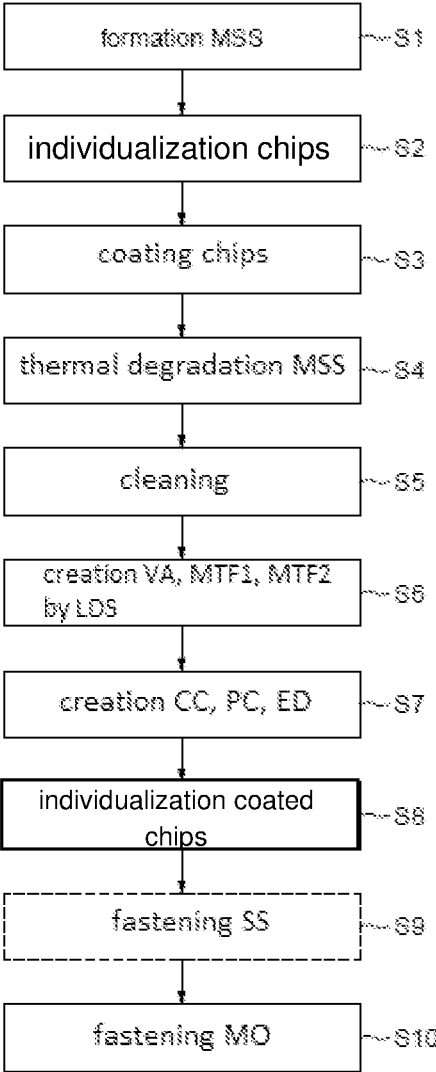 formation MSS S1
individualization chips S2
coating chips S3
thermal degradation MSS S4
cleaning S5
creation VA, MTF1, MTF2
by LDS S6
creation CC, PC, ED S7
individualization coated
chips S8
fastening SS S9
fastening MO S10